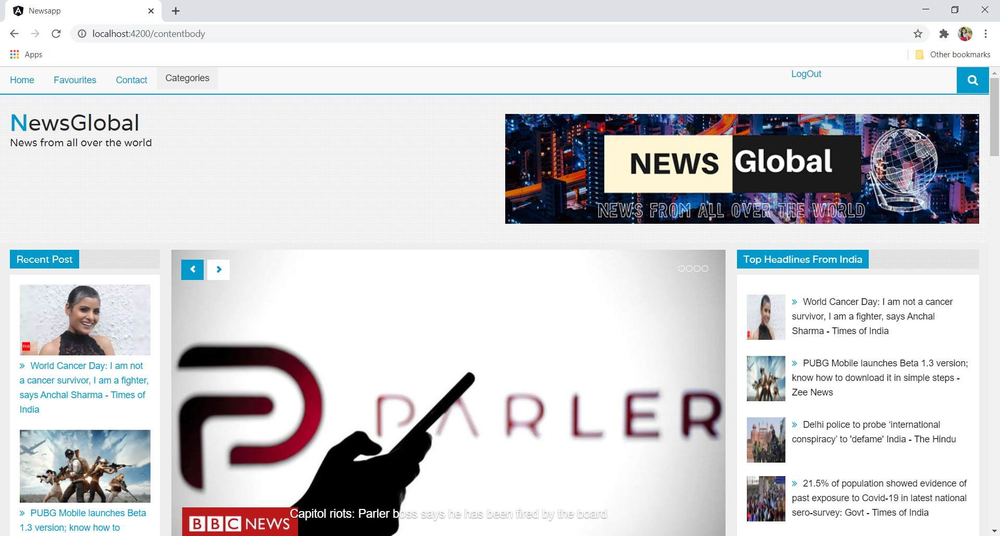 Newsapp
localhost:4200/contentbody
Apps
Other bookmarks
Home
Favourites
Contact
Categories
LogOut
NewsGlobal
News from all over the world
NEWS Global
NEWS FROM ALL OVER THE WORLD
Recent Post
TOI
» World Cancer Day: I am not
a cancer survivor, I am a fighter,
says Anchal Sharma - Times of
India
» PUBG Mobile launches Beta
1.3 version; know how to
PARLER
BBC NEWS
Capitol riots: Parler boss says he has been fired by the board
Top Headlines From India
» World Cancer Day: I am not a cancer
survivor, I am a fighter, says Anchal
Sharma - Times of India
» PUBG Mobile launches Beta 1.3 version;
know how to download it in simple steps -
Zee News
» Delhi police to probe ‘international
conspiracy’ to 'defame' India - The Hindu
» 21.5% of population showed evidence of
past exposure to Covid-19 in latest national
sero-survey: Govt - Times of India